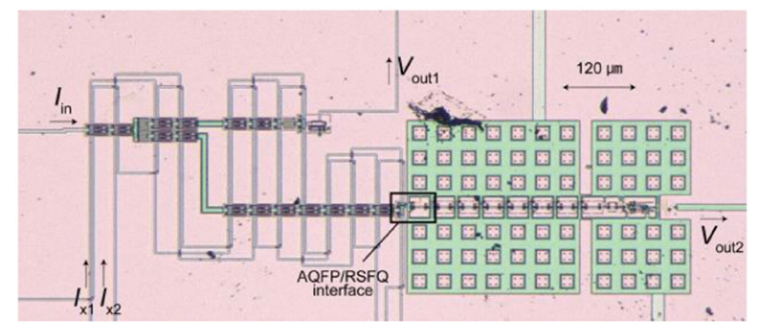 Iin
Vout1
120 μm
Vout2
AQFP/RSFQ
interface
Ix1 Ix2